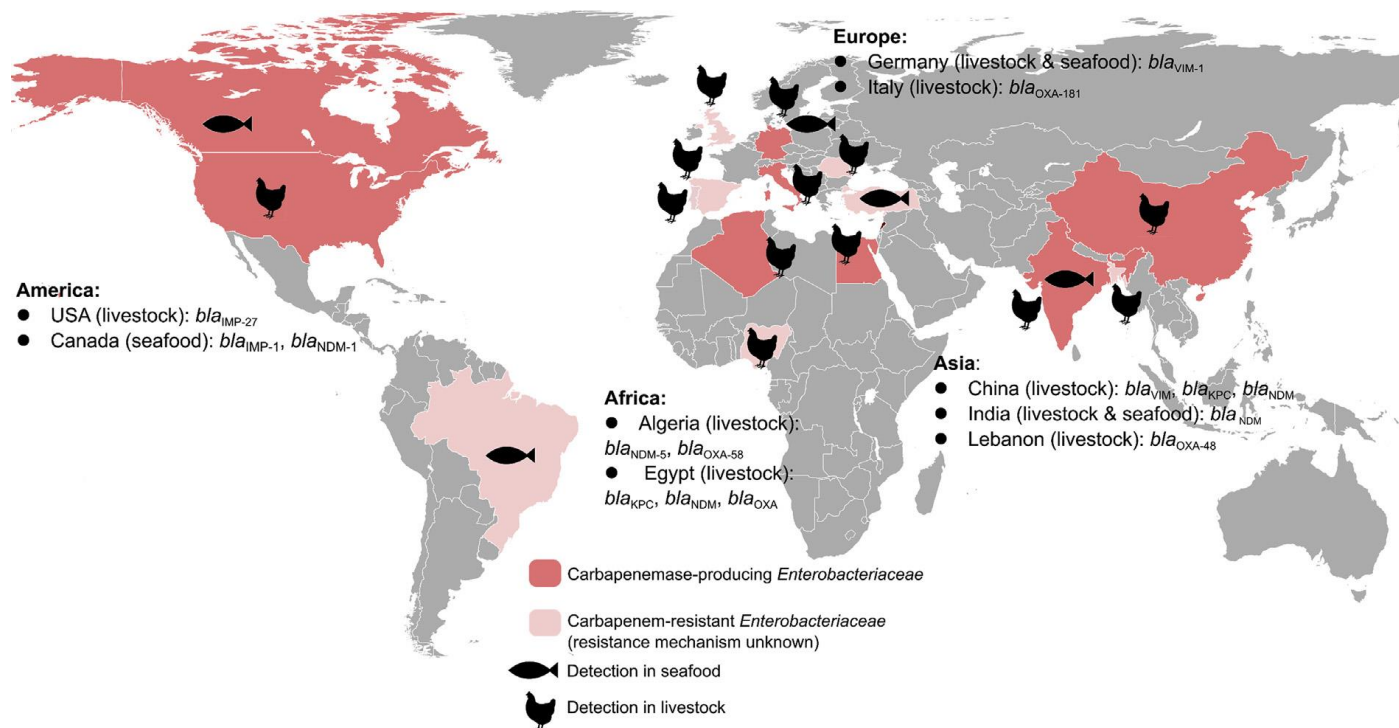 Europe:
● Germany (livestock & seafood): blaVIM-1
● Italy (livestock): blaOXA-181
America:
● USA (livestock): blaIMP-27
● Canada (seafood): blaIMP-1, blaNDM-1
Africa:
● Algeria (livestock):
blaNDM-5, blaOXA-58
● Egypt (livestock):
blaKPC, blaNDM, blaOXA
Asia:
● China (livestock): blaVIM, blaKPC, blaNDM
● India (livestock & seafood): blaNDM
● Lebanon (livestock): blaOXA-48
Carbapenemase-producing Enterobacteriaceae
Carbapenem-resistant Enterobacteriaceae
(resistance mechanism unknown)
Detection in seafood
Detection in livestock